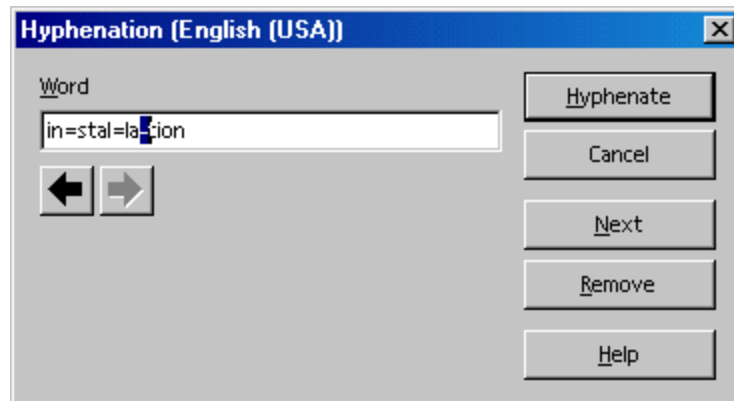 Hyphenation (English (USA))
Word
in=stal=la-tion
Hyphenate
Cancel
Next
Remove
Help